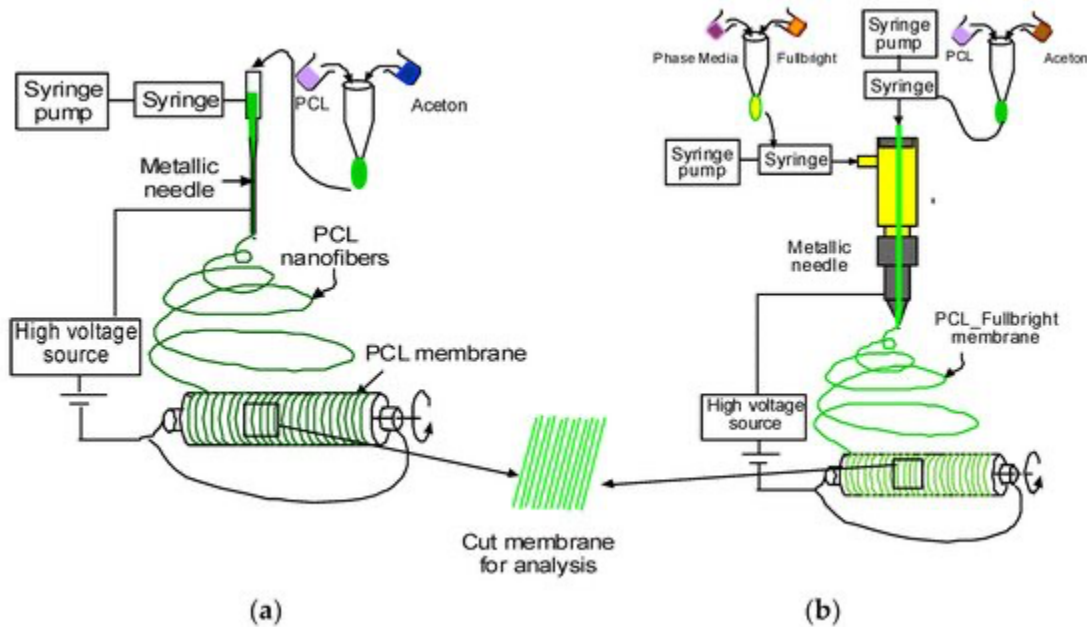 PCL
Aceton
Syringe
pump
Syringe
Metallic
needle
PCL
nanofibers
High voltage
source
PCL membrane
Cut membrane
for analysis
(a)
Phase Media
Fullbright
Syringe
pump
PCL
Aceton
Syringe
Syringe
pump
Syringe
Metallic
needle
PCL_Fullbright
membrane
High voltage
source
(b)